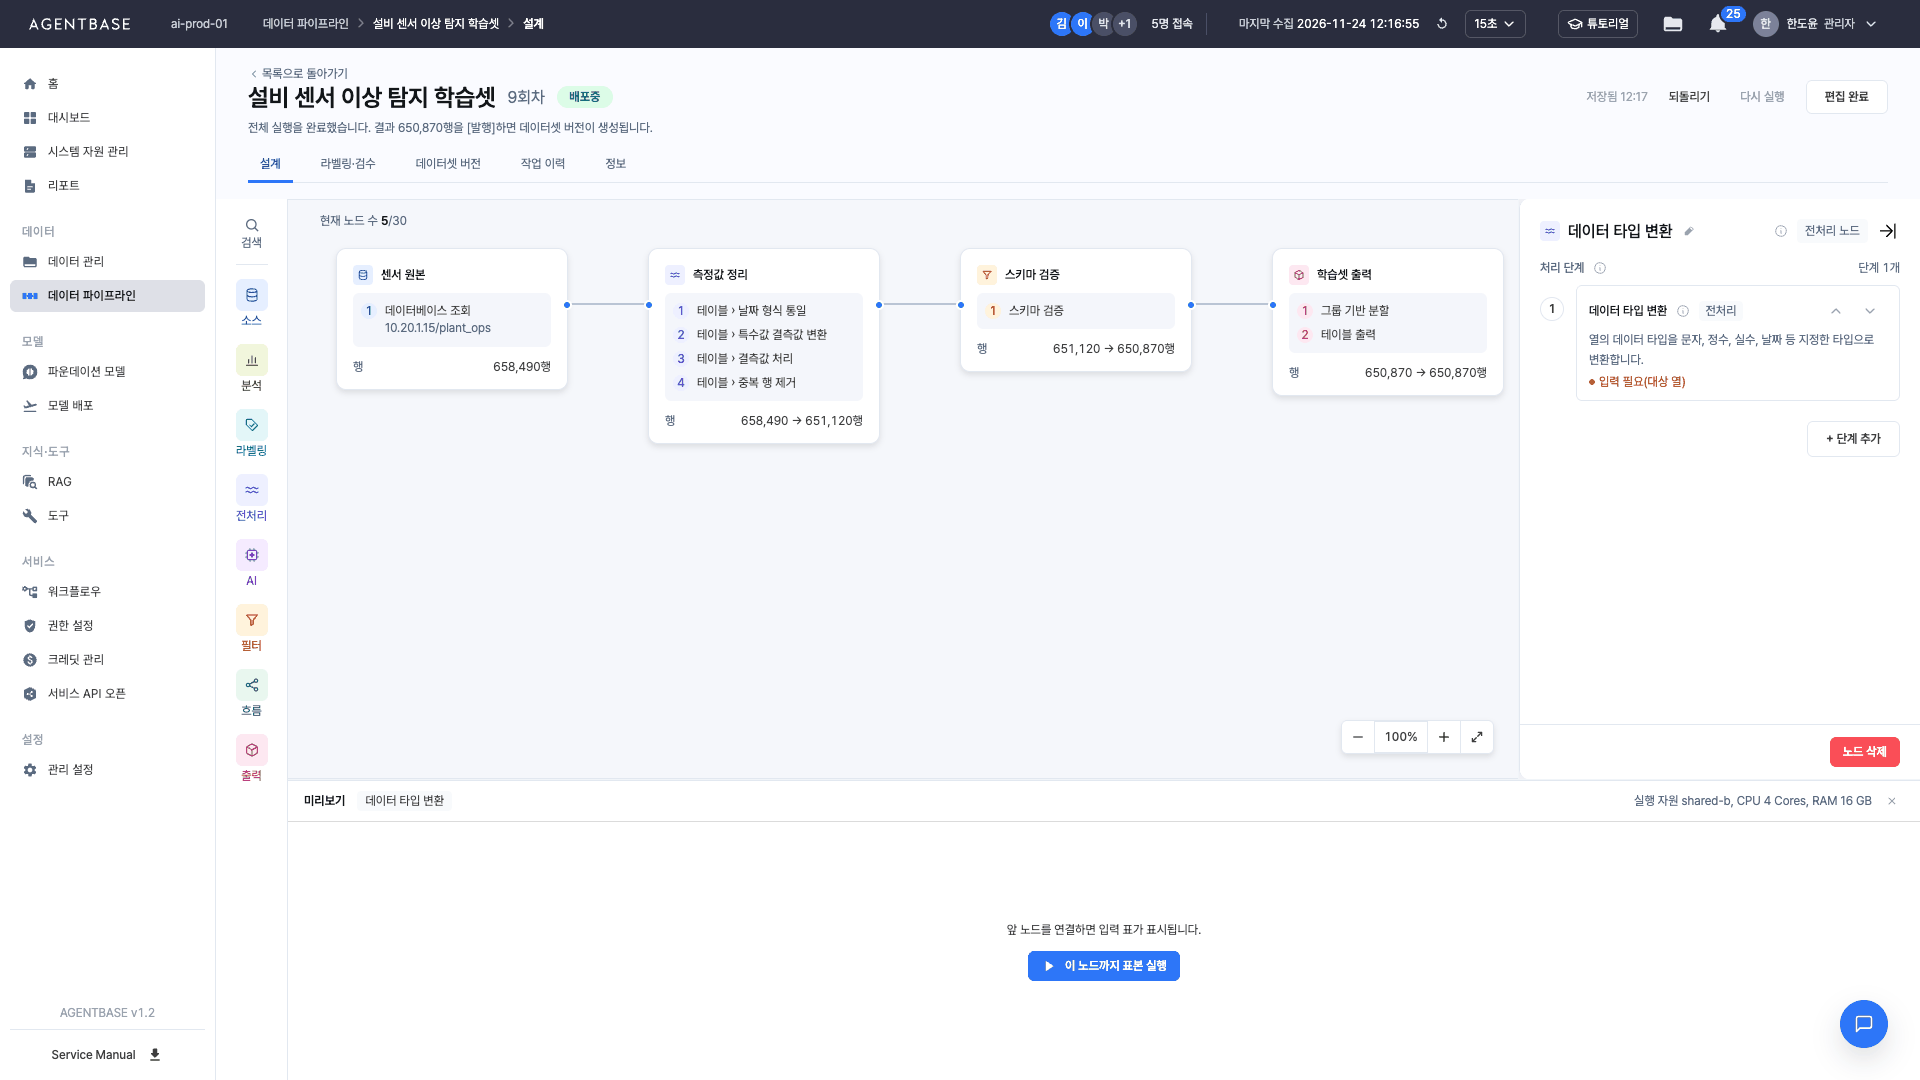 AGENTBASE
ai-prod-01
데이터 파이프라인 > 설비 센서 이상 탐지 학습셋 > 설계
김 이 박 +1 5명 접속
마지막 수집 2026-11-24 12:16:55
15초
튜토리얼
25
한 한도윤 관리자
홈
대시보드
시스템 자원 관리
리포트
데이터
데이터 관리
데이터 파이프라인
모델
파운데이션 모델
모델 배포
지식·도구
RAG
도구
서비스
워크플로우
권한 설정
크레딧 관리
서비스 API 오픈
설정
관리 설정
AGENTBASE v1.2
Service Manual
목록으로 돌아가기
설비 센서 이상 탐지 학습셋 9회차 배포중
전체 실행을 완료했습니다. 결과 650,870행을 [발행]하면 데이터셋 버전이 생성됩니다.
저장됨 12:17 되돌리기 다시 실행 편집 완료
설계 라벨링·검수 데이터셋 버전 작업 이력 정보
검색
소스
분석
라벨링
전처리
AI
필터
흐름
출력
현재 노드 수 5/30
센서 원본
1 데이터베이스 조회
10.20.1.15/plant_ops
행 658,490행
측정값 정리
1 테이블 › 날짜 형식 통일
2 테이블 › 특수값 결측값 변환
3 테이블 › 결측값 처리
4 테이블 › 중복 행 제거
행 658,490 → 651,120행
스키마 검증
1 스키마 검증
행 651,120 → 650,870행
학습셋 출력
1 그룹 기반 분할
2 테이블 출력
행 650,870 → 650,870행
100%
데이터 타입 변환 전처리 노드
처리 단계 단계 1개
1 데이터 타입 변환 전처리
열의 데이터 타입을 문자, 정수, 실수, 날짜 등 지정한 타입으로
변환합니다.
입력 필요(대상 열)
+ 단계 추가
노드 삭제
미리보기 데이터 타입 변환
실행 자원 shared-b, CPU 4 Cores, RAM 16 GB
앞 노드를 연결하면 입력 표가 표시됩니다.
이 노드까지 표본 실행